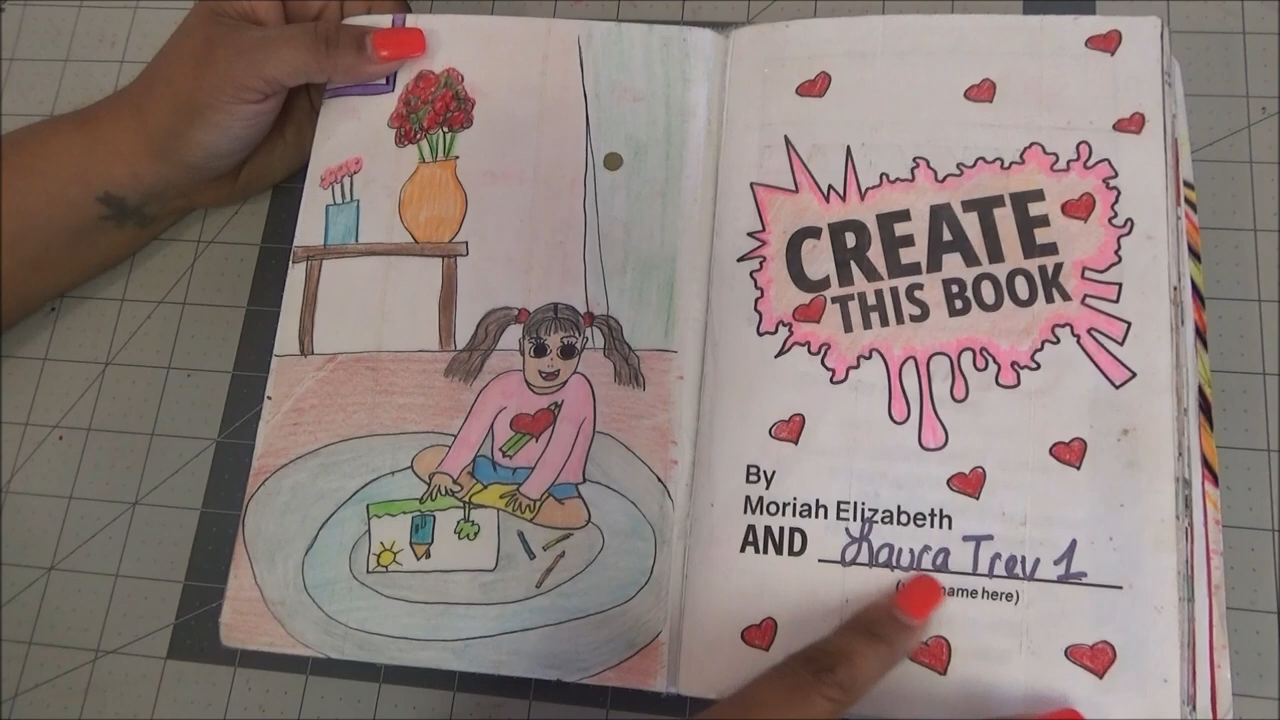 CREATE
THIS BOOK
By
Moriah Elizabeth
AND Laura Trev 1
name here)